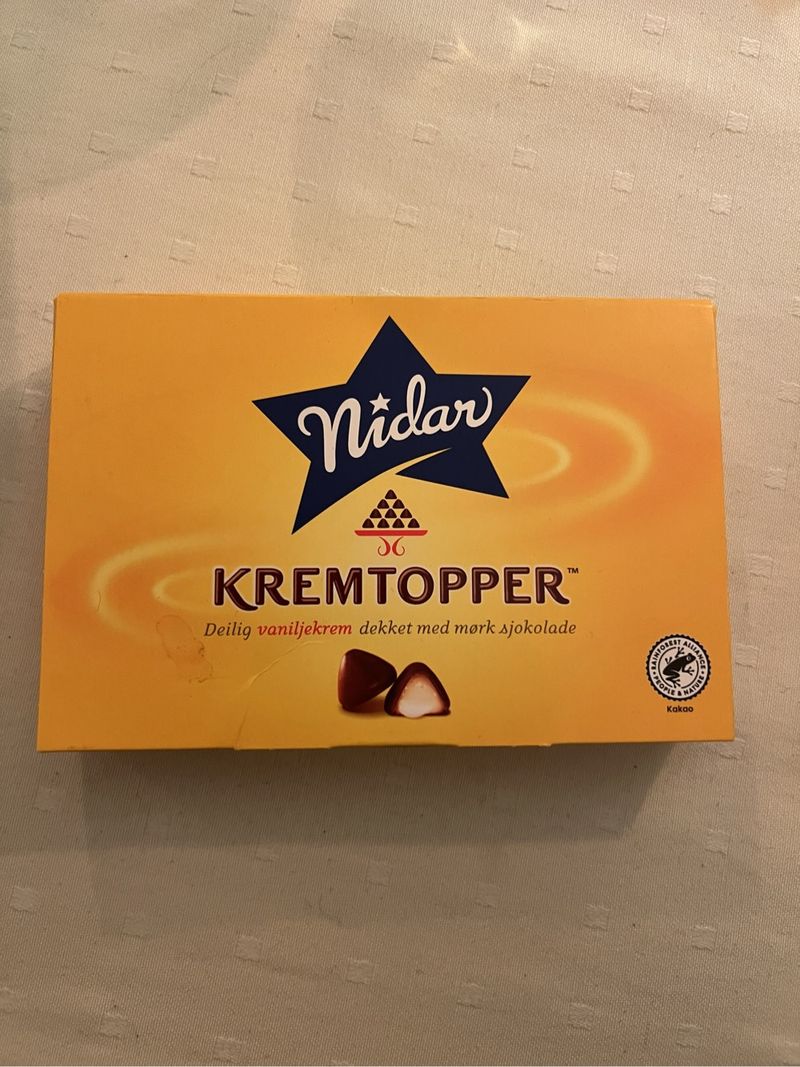 Nidar
KREMTOPPER™
Deilig vaniljekrem dekket med mørk sjokolade
RAINFOREST ALLIANCE
PEOPLE & NATURE
Kakao